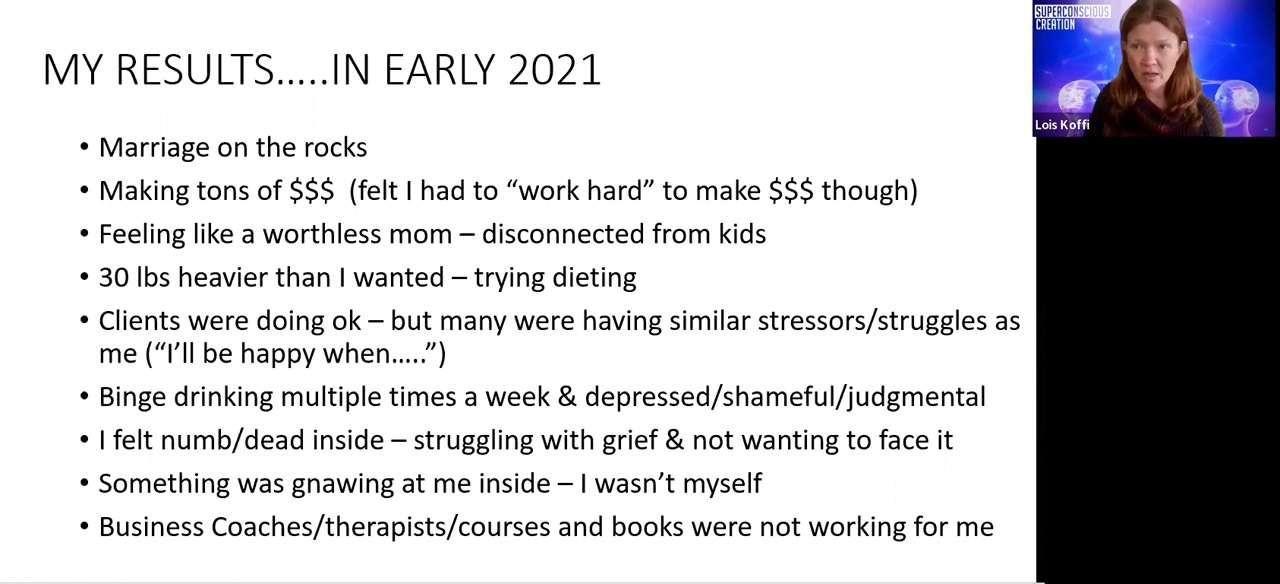 MY RESULTS…..IN EARLY 2021
• Marriage on the rocks
• Making tons of $$$  (felt I had to “work hard” to make $$$ though)
• Feeling like a worthless mom – disconnected from kids
• 30 lbs heavier than I wanted – trying dieting
• Clients were doing ok – but many were having similar stressors/struggles as
me (“I’ll be happy when…..”)
• Binge drinking multiple times a week & depressed/shameful/judgmental
• I felt numb/dead inside – struggling with grief & not wanting to face it
• Something was gnawing at me inside – I wasn’t myself
• Business Coaches/therapists/courses and books were not working for me
SUPERCONSCIOUS
CREATION
Lois Koffi